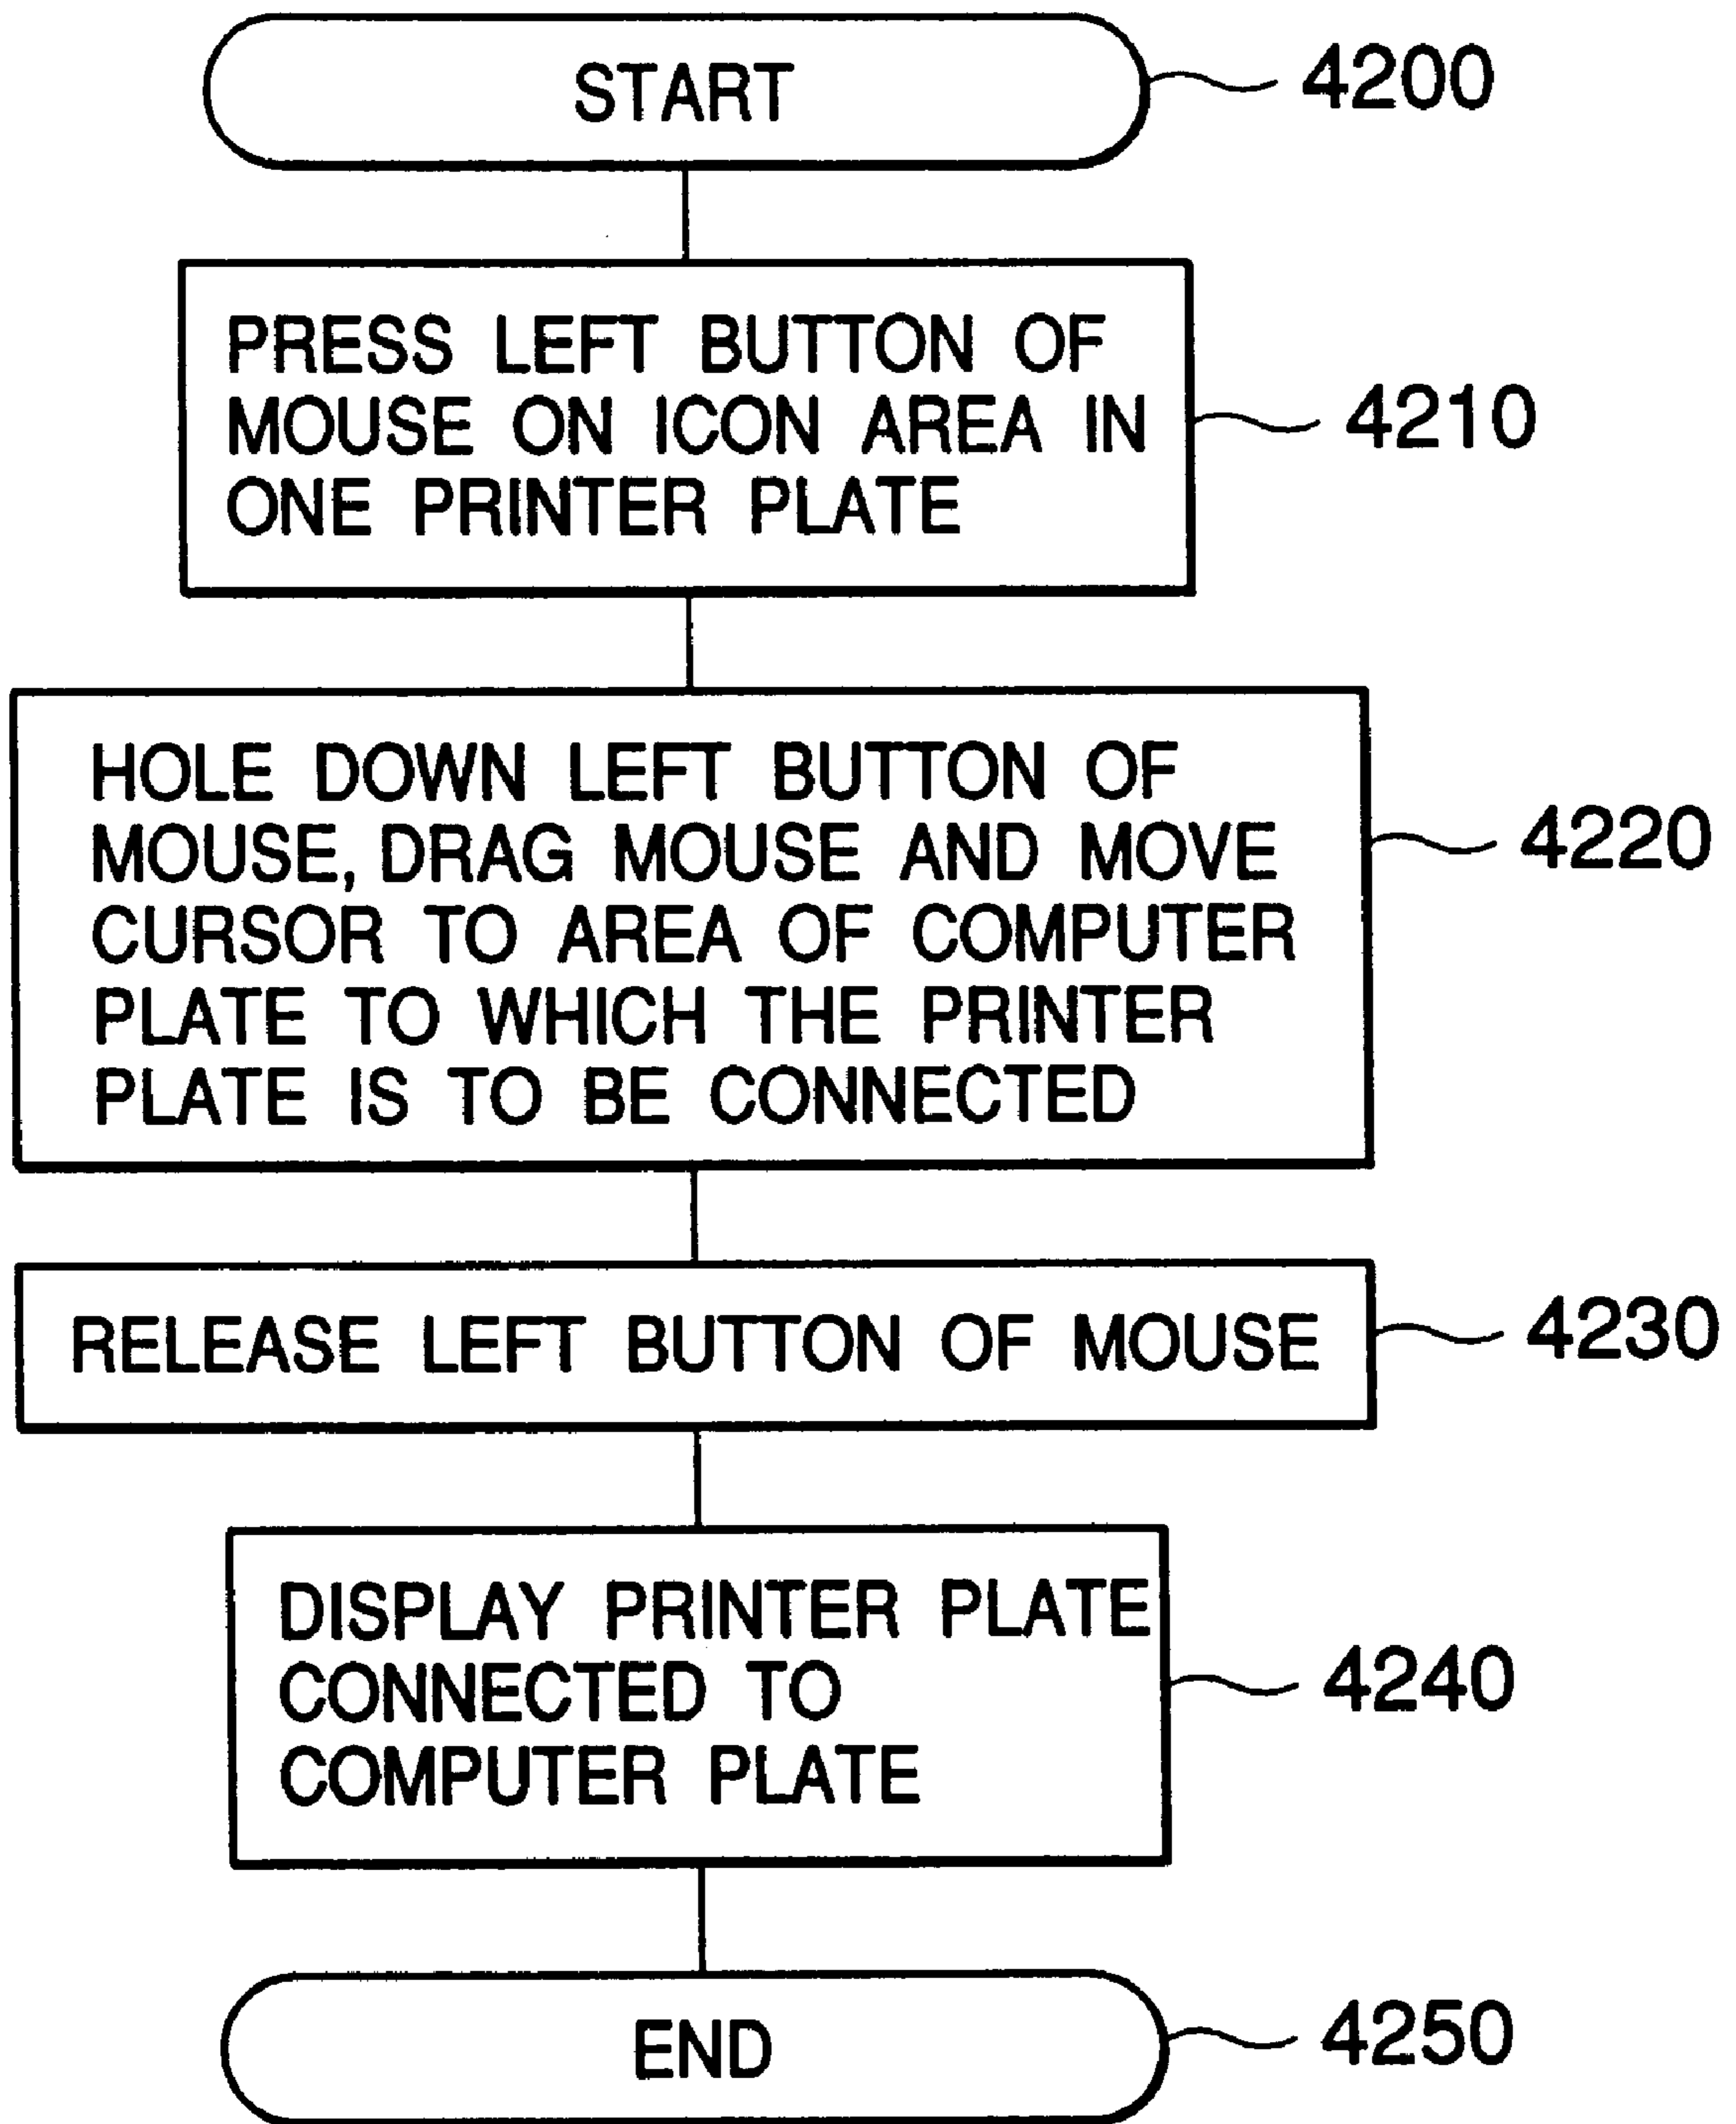 START
4200
PRESS LEFT BUTTON OF
MOUSE ON ICON AREA IN
ONE PRINTER PLATE
4210
HOLE DOWN LEFT BUTTON OF
MOUSE, DRAG MOUSE AND MOVE
CURSOR TO AREA OF COMPUTER
PLATE TO WHICH THE PRINTER
PLATE IS TO BE CONNECTED
4220
RELEASE LEFT BUTTON OF MOUSE
4230
DISPLAY PRINTER PLATE
CONNECTED TO
COMPUTER PLATE
4240
END
4250